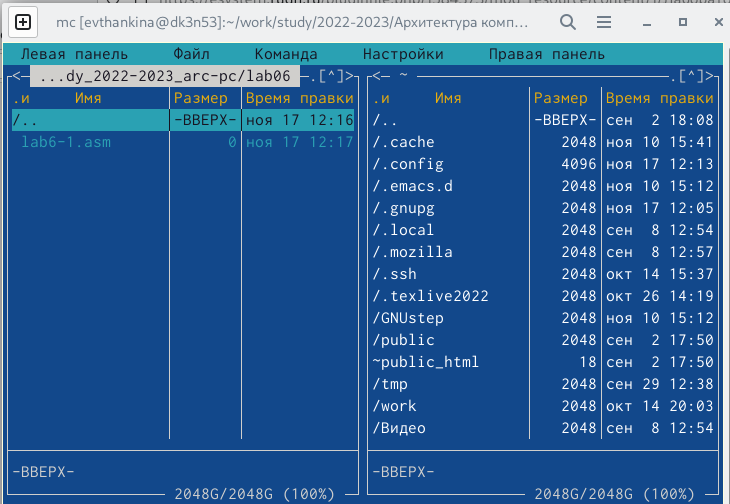 mc [evthankina@dk3n53]:~/work/study/2022-2023/Архитектура комп...
Левая панель Файл Команда Настройки Правая панель
<— ...dy_2022-2023_arc-pc/lab06 —.[^]>
.и Имя Размер Время правки
/.. -ВВЕРХ- ноя 17 12:16
lab6-1.asm 0 ноя 17 12:17
-ВВЕРХ-
2048G/2048G (100%)
<— ~ —.[^]>
.и Имя Размер Время правки
/.. -ВВЕРХ- сен 2 18:08
/.cache 2048 ноя 10 15:41
/.config 4096 ноя 17 12:13
/.emacs.d 2048 ноя 10 15:12
/.gnupg 2048 ноя 17 12:05
/.local 2048 сен 8 12:54
/.mozilla 2048 сен 8 12:57
/.ssh 2048 окт 14 15:37
/.texlive2022 2048 окт 26 14:19
/GNUstep 2048 ноя 10 15:12
/public 2048 сен 2 17:50
~public_html 18 сен 2 17:50
/tmp 2048 сен 29 12:38
/work 2048 окт 14 20:03
/Видео 2048 сен 8 12:54
-ВВЕРХ-
2048G/2048G (100%)